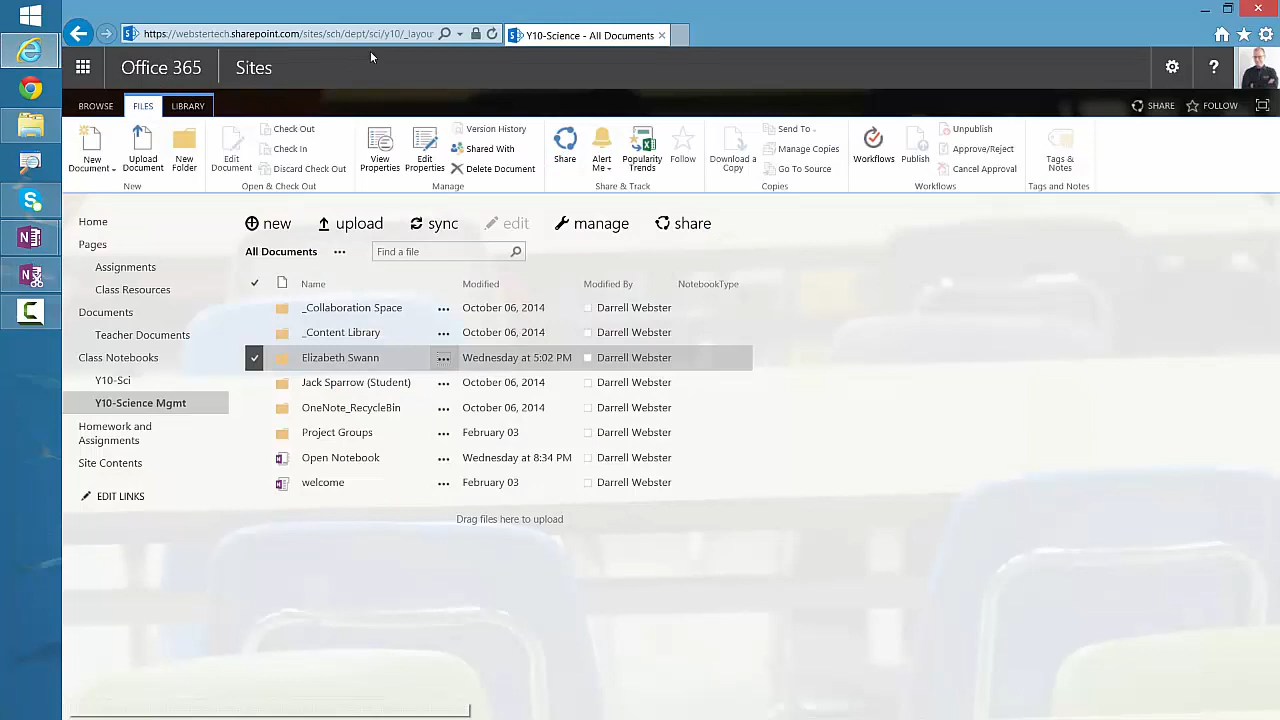 https://webstertech.sharepoint.com/sites/sch/dept/sci/y10/_layou
Y10-Science - All Documents
Office 365 Sites
BROWSE FILES LIBRARY SHARE FOLLOW
New Document
Upload Document
New Folder
New
Edit Document
Check Out
Check In
Discard Check Out
Open & Check Out
View Properties
Edit Properties
Version History
Shared With
Delete Document
Manage
Share
Alert Me
Popularity Trends
Follow
Share & Track
Download a Copy
Send To
Manage Copies
Go To Source
Copies
Workflows
Publish
Unpublish
Approve/Reject
Cancel Approval
Workflows
Tags & Notes
Tags and Notes
Home
Pages
Assignments
Class Resources
Documents
Teacher Documents
Class Notebooks
Y10-Sci
Y10-Science Mgmt
Homework and
Assignments
Site Contents
EDIT LINKS
new upload sync edit manage share
All Documents ... Find a file
Name Modified Modified By NotebookType
_Collaboration Space ... October 06, 2014 Darrell Webster
_Content Library ... October 06, 2014 Darrell Webster
Elizabeth Swann ... Wednesday at 5:02 PM Darrell Webster
Jack Sparrow (Student) ... October 06, 2014 Darrell Webster
OneNote_RecycleBin ... October 06, 2014 Darrell Webster
Project Groups ... February 03 Darrell Webster
Open Notebook ... Wednesday at 8:34 PM Darrell Webster
welcome ... February 03 Darrell Webster
Drag files here to upload